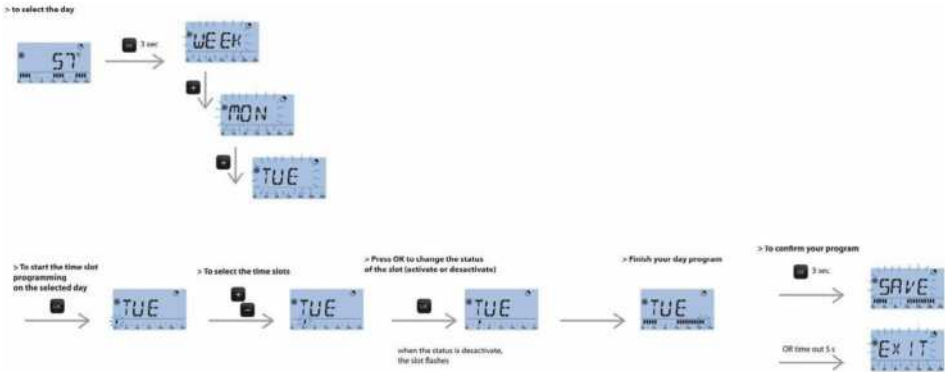 > to select the day
57°
3 sec
WEEK
+
MON
+
TUE
> To start the time slot
programming
on the selected day
TUE
> To select the time slots
+
−
TUE
> Press OK to change the status
of the slot (activate or desactivate)
TUE
when the status is desactivate,
the slot flashes
> Finish your day program
TUE
> To confirm your program
3 sec
SAVE
OR time out 5 s
EXIT